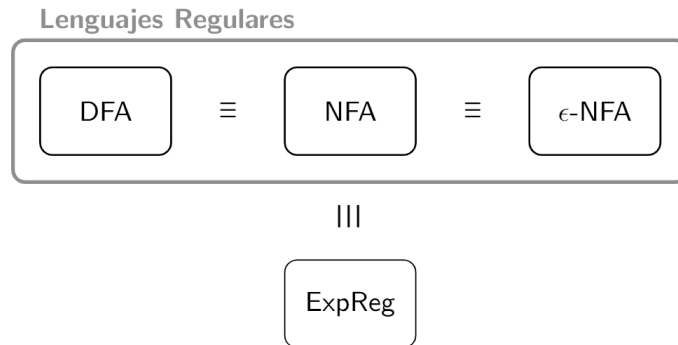 Lenguajes Regulares
DFA ≡ NFA ≡ ϵ-NFA
|||
ExpReg